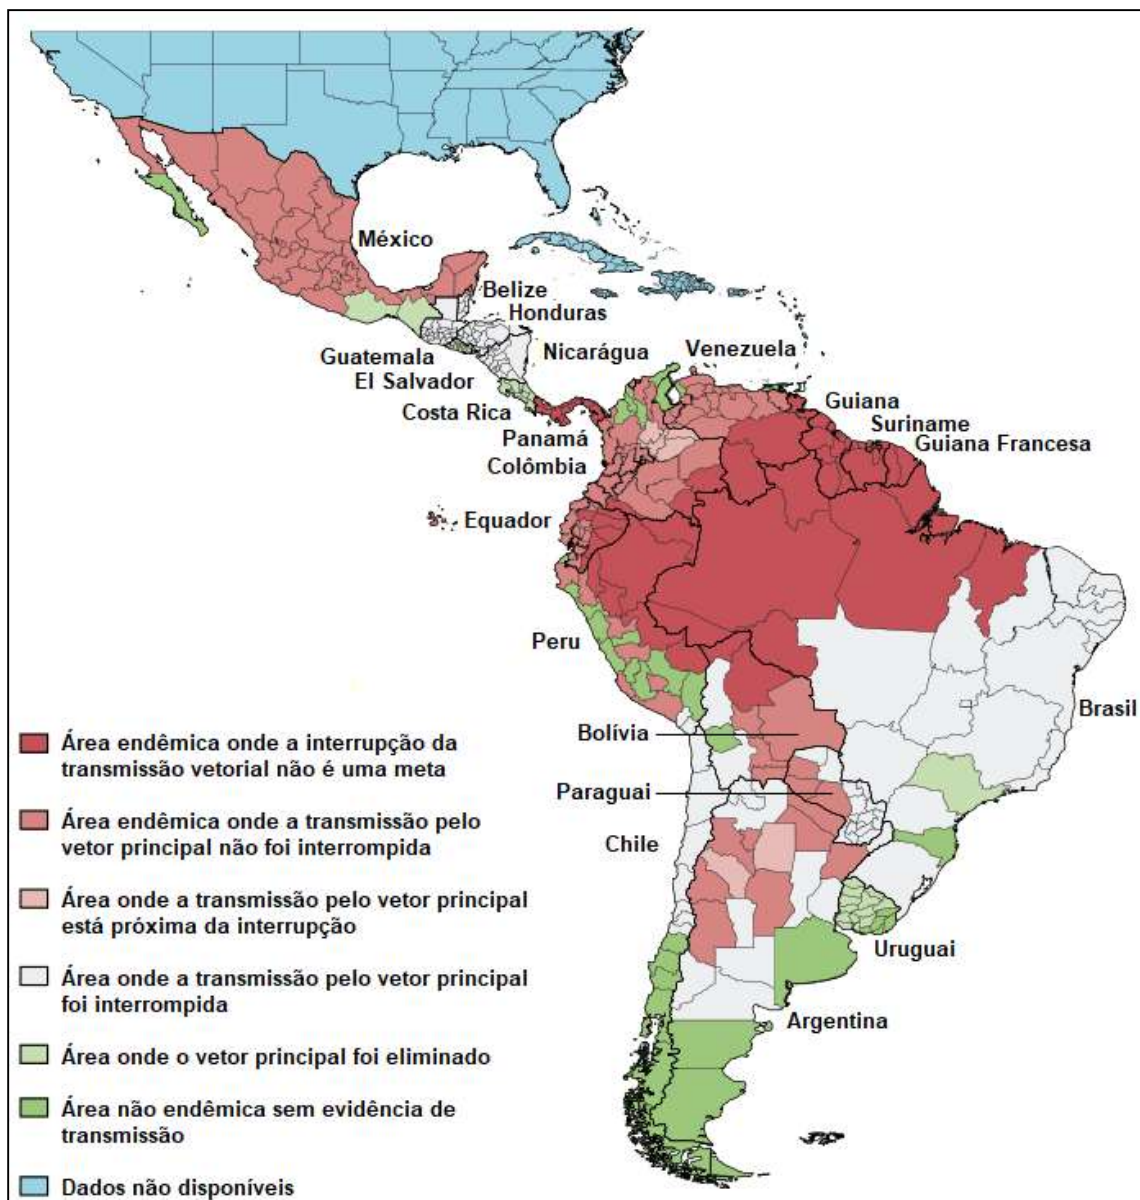 México
Belize
Honduras
Guatemala
Nicarágua
Venezuela
El Salvador
Costa Rica
Guiana
Suriname
Panamá
Guiana Francesa
Colômbia
Equador
Peru
Brasil
Bolívia
Paraguai
Chile
Uruguai
Argentina
Área endêmica onde a interrupção da
transmissão vetorial não é uma meta
Área endêmica onde a transmissão pelo
vetor principal não foi interrompida
Área onde a transmissão pelo vetor principal
está próxima da interrupção
Área onde a transmissão pelo vetor principal
foi interrompida
Área onde o vetor principal foi eliminado
Área não endêmica sem evidência de
transmissão
Dados não disponíveis